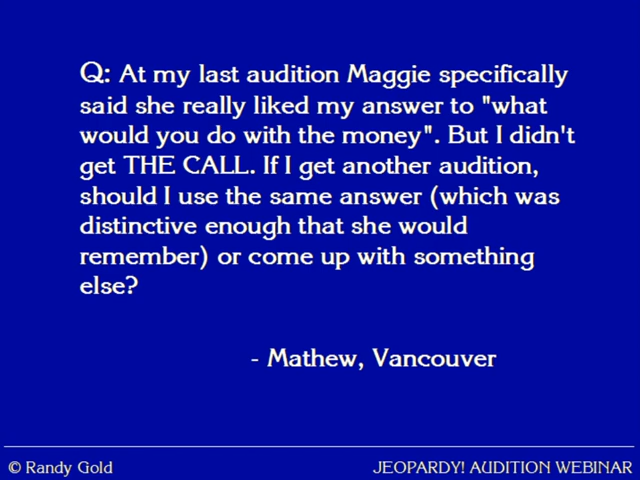 Q: At my last audition Maggie specifically
said she really liked my answer to "what
would you do with the money". But I didn't
get THE CALL. If I get another audition,
should I use the same answer (which was
distinctive enough that she would
remember) or come up with something
else?
- Mathew, Vancouver
© Randy Gold
JEOPARDY! AUDITION WEBINAR